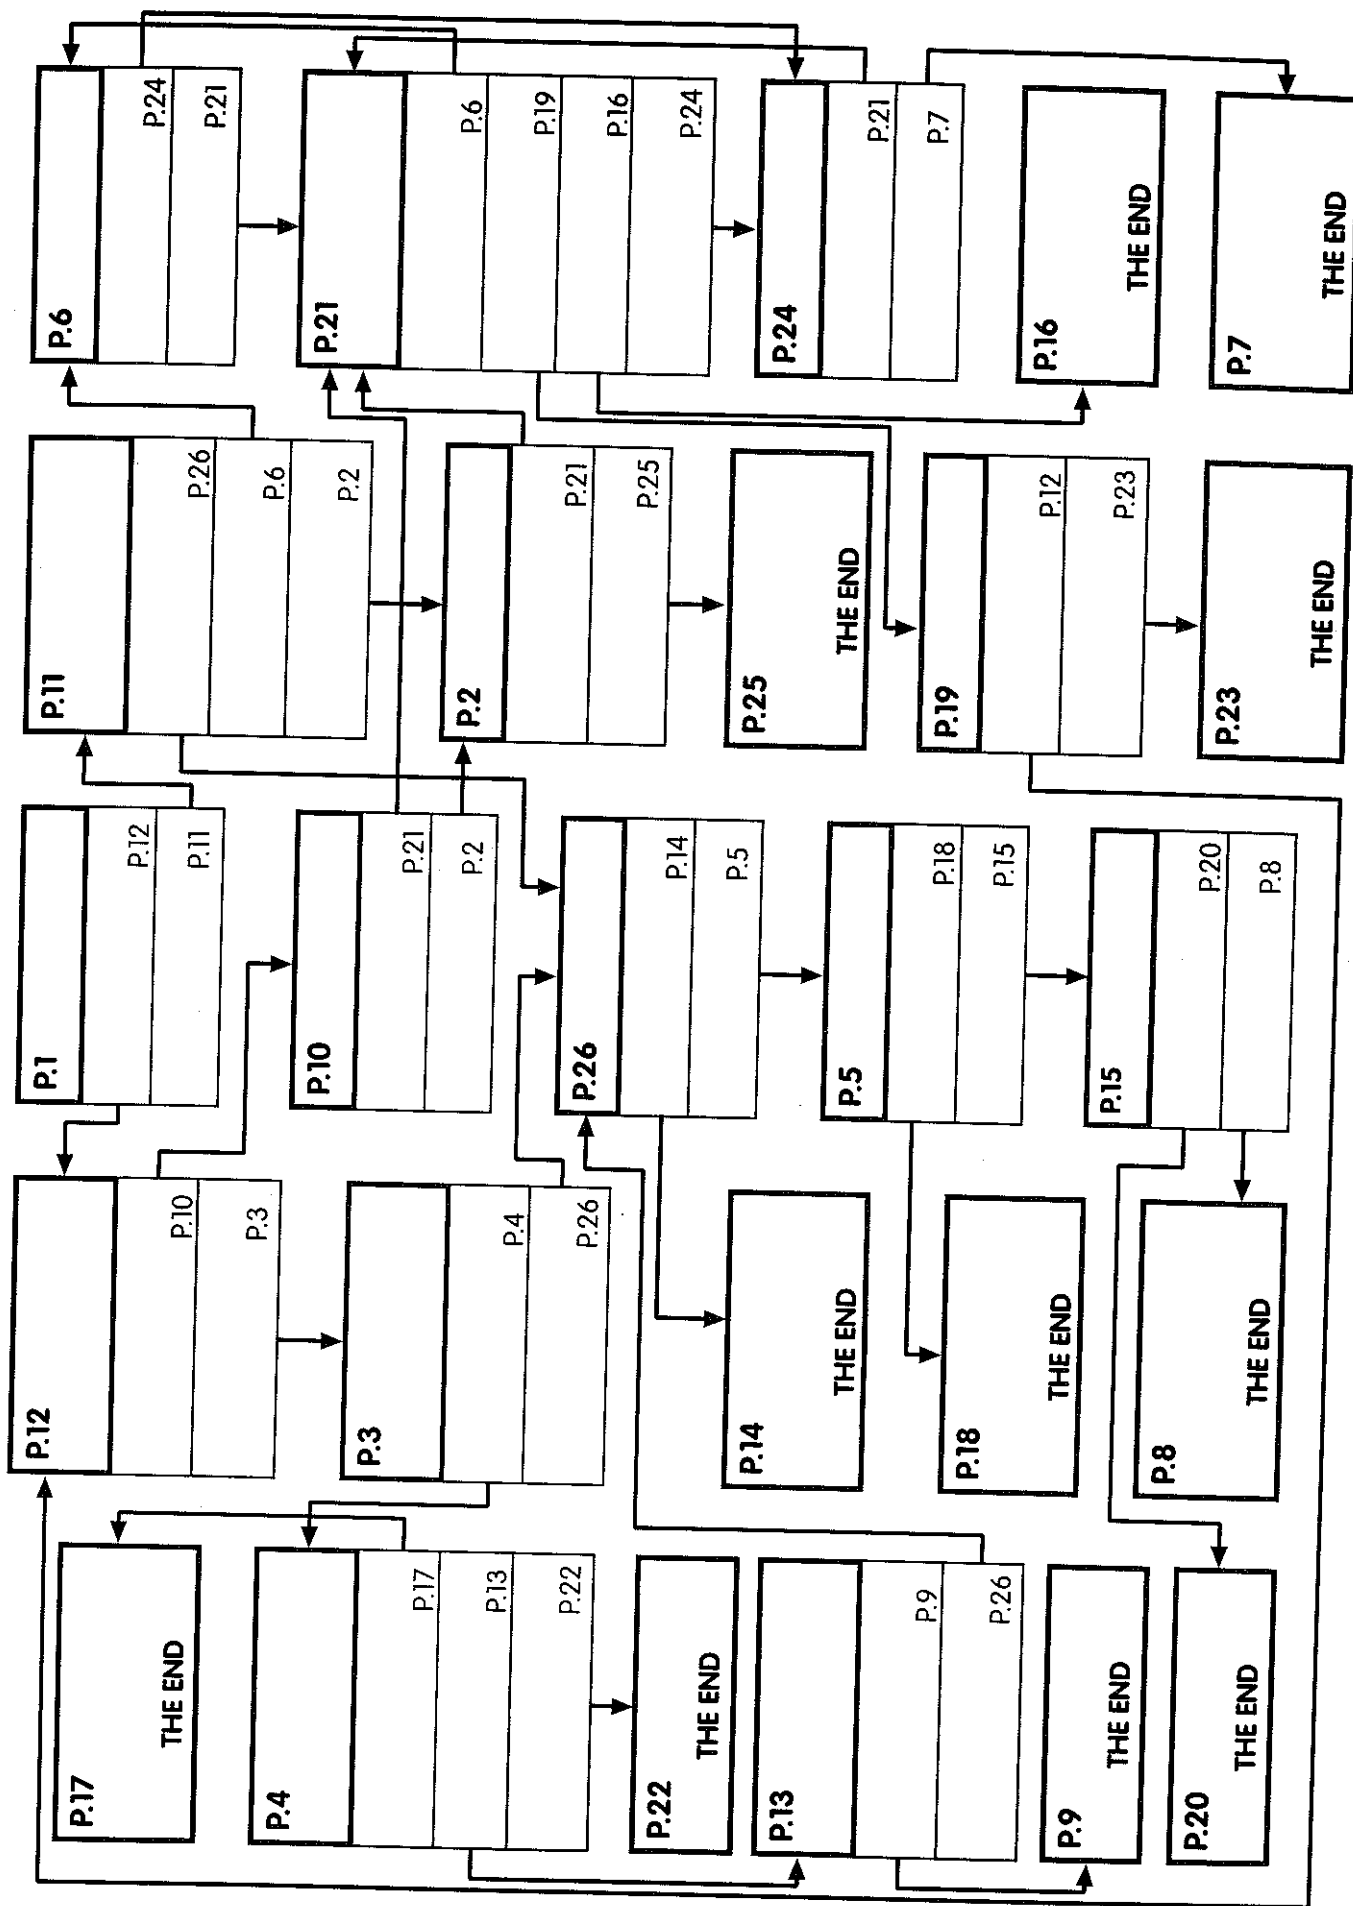 P.17
THE END
P.4
P.17
P.13
P.22
P.22
THE END
P.13
P.9
P.26
P.9
THE END
P.20
THE END
P.12
P.10
P.3
P.3
P.4
P.26
P.14
THE END
P.18
THE END
P.8
THE END
P.1
P.12
P.11
P.10
P.21
P.2
P.26
P.14
P.5
P.5
P.18
P.15
P.15
P.20
P.8
P.11
P.26
P.6
P.2
P.2
P.21
P.25
P.25
THE END
P.19
P.12
P.23
P.23
THE END
P.6
P.24
P.21
P.21
P.6
P.19
P.16
P.24
P.24
P.21
P.7
P.16
THE END
P.7
THE END